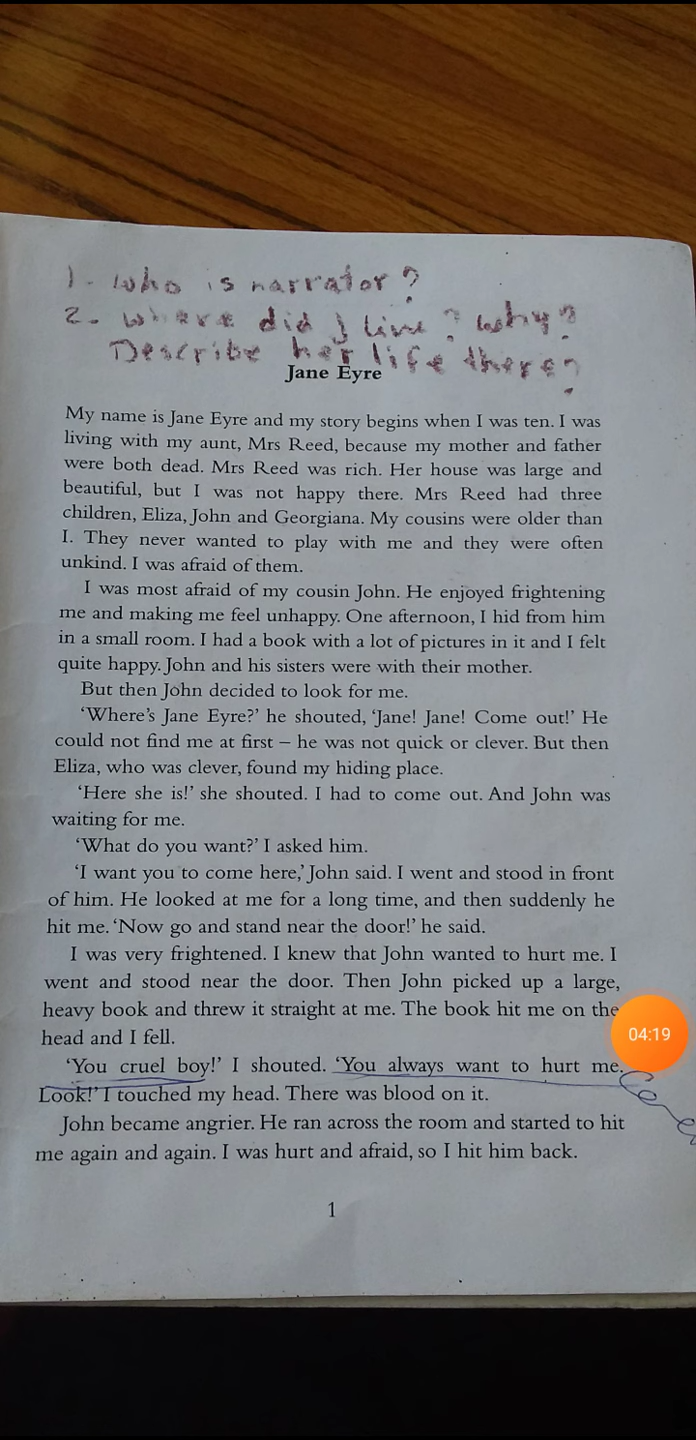 1. Who is narrator?
2. Where did J live? why?
Describe her life there?
Jane Eyre
My name is Jane Eyre and my story begins when I was ten. I was
living with my aunt, Mrs Reed, because my mother and father
were both dead. Mrs Reed was rich. Her house was large and
beautiful, but I was not happy there. Mrs Reed had three
children, Eliza, John and Georgiana. My cousins were older than
I. They never wanted to play with me and they were often
unkind. I was afraid of them.
I was most afraid of my cousin John. He enjoyed frightening
me and making me feel unhappy. One afternoon, I hid from him
in a small room. I had a book with a lot of pictures in it and I felt
quite happy. John and his sisters were with their mother.
But then John decided to look for me.
‘Where’s Jane Eyre?’ he shouted, ‘Jane! Jane! Come out!’ He
could not find me at first – he was not quick or clever. But then
Eliza, who was clever, found my hiding place.
‘Here she is!’ she shouted. I had to come out. And John was
waiting for me.
‘What do you want?’ I asked him.
‘I want you to come here,’ John said. I went and stood in front
of him. He looked at me for a long time, and then suddenly he
hit me. ‘Now go and stand near the door!’ he said.
I was very frightened. I knew that John wanted to hurt me. I
went and stood near the door. Then John picked up a large,
heavy book and threw it straight at me. The book hit me on the
head and I fell.
‘You cruel boy!’ I shouted. ‘You always want to hurt me.
Look!’ I touched my head. There was blood on it.
John became angrier. He ran across the room and started to hit
me again and again. I was hurt and afraid, so I hit him back.
1
04:19